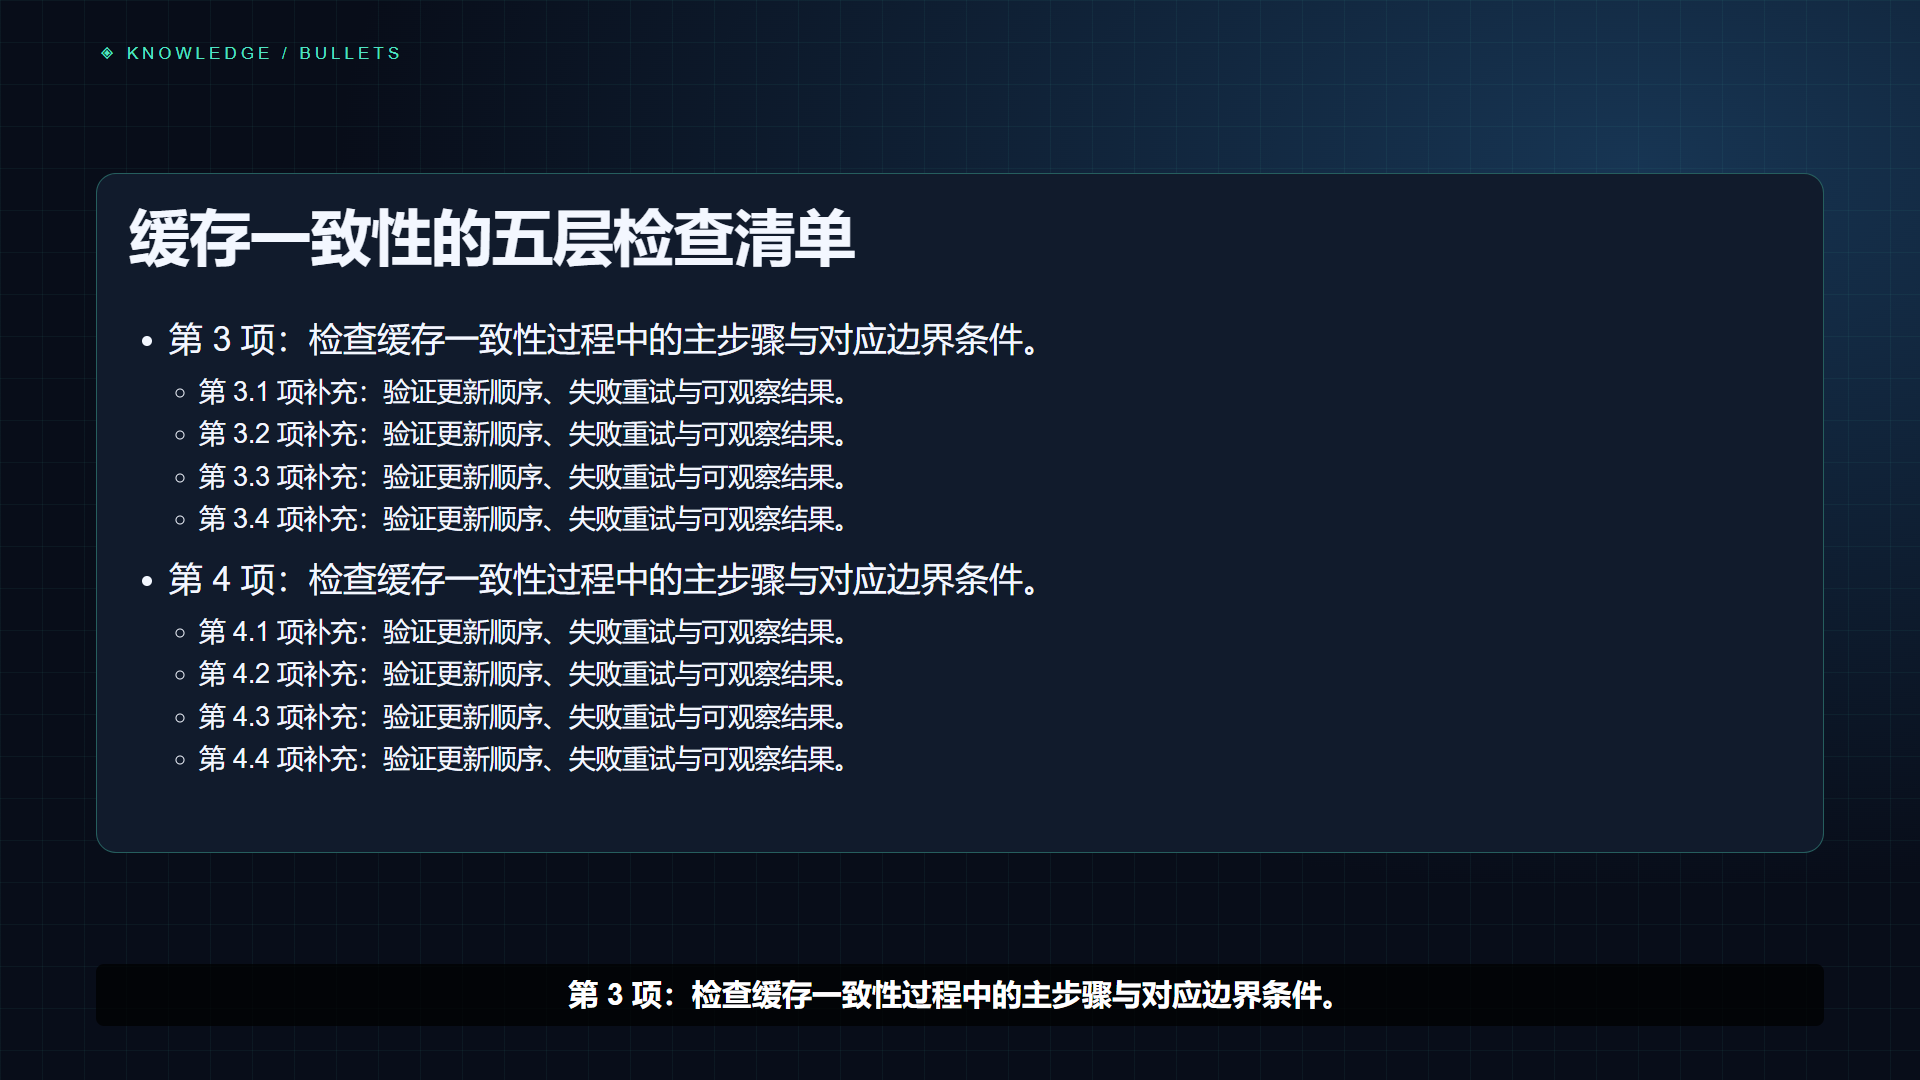 ◈ KNOWLEDGE / BULLETS
缓存一致性的五层检查清单
• 第 3 项：检查缓存一致性过程中的主步骤与对应边界条件。
◦ 第 3.1 项补充：验证更新顺序、失败重试与可观察结果。
◦ 第 3.2 项补充：验证更新顺序、失败重试与可观察结果。
◦ 第 3.3 项补充：验证更新顺序、失败重试与可观察结果。
◦ 第 3.4 项补充：验证更新顺序、失败重试与可观察结果。
• 第 4 项：检查缓存一致性过程中的主步骤与对应边界条件。
◦ 第 4.1 项补充：验证更新顺序、失败重试与可观察结果。
◦ 第 4.2 项补充：验证更新顺序、失败重试与可观察结果。
◦ 第 4.3 项补充：验证更新顺序、失败重试与可观察结果。
◦ 第 4.4 项补充：验证更新顺序、失败重试与可观察结果。
第 3 项：检查缓存一致性过程中的主步骤与对应边界条件。